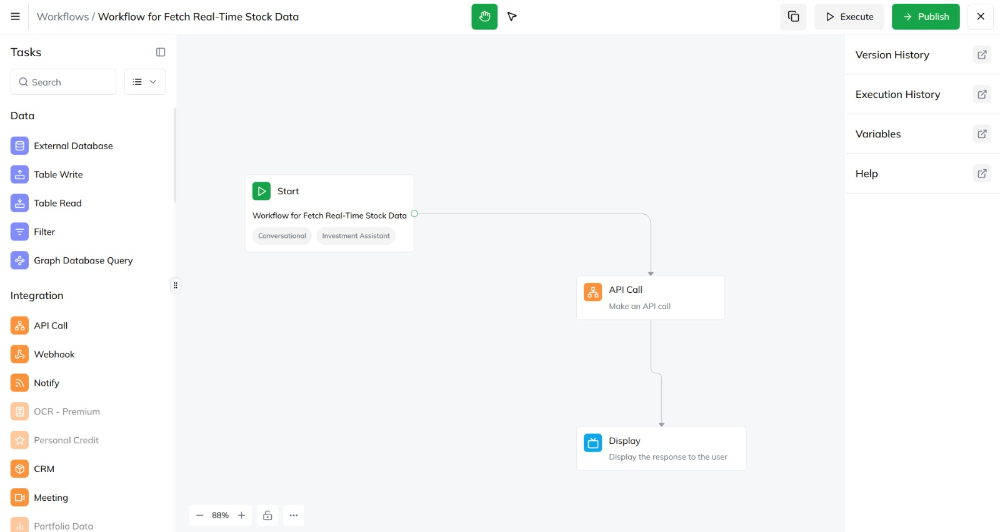 Workflows / Workflow for Fetch Real-Time Stock Data
Execute
Publish
Tasks
Search
Data
External Database
Table Write
Table Read
Filter
Graph Database Query
Integration
API Call
Webhook
Notify
OCR - Premium
Personal Credit
CRM
Meeting
Portfolio Data
Start
Workflow for Fetch Real-Time Stock Data
Conversational Investment Assistant
API Call
Make an API call
Display
Display the response to the user
88%
Version History
Execution History
Variables
Help